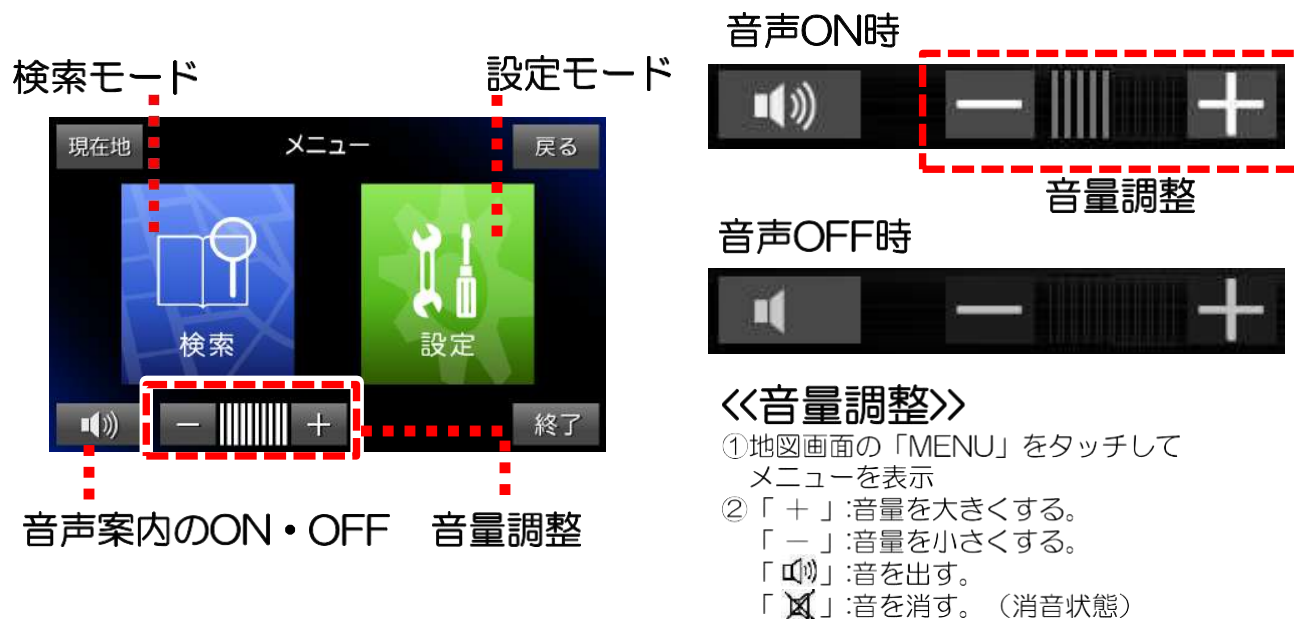 検索モード
設定モード
現在地
メニュー
戻る
検索
設定
終了
音声案内のON・OFF
音量調整
音声ON時
音量調整
音声OFF時
≪音量調整≫
①地図画面の「MENU」をタッチして
メニューを表示
②「 + 」:音量を大きくする。
「 − 」:音量を小さくする。
「 🔊 」:音を出す。
「 🔇 」:音を消す。（消音状態）